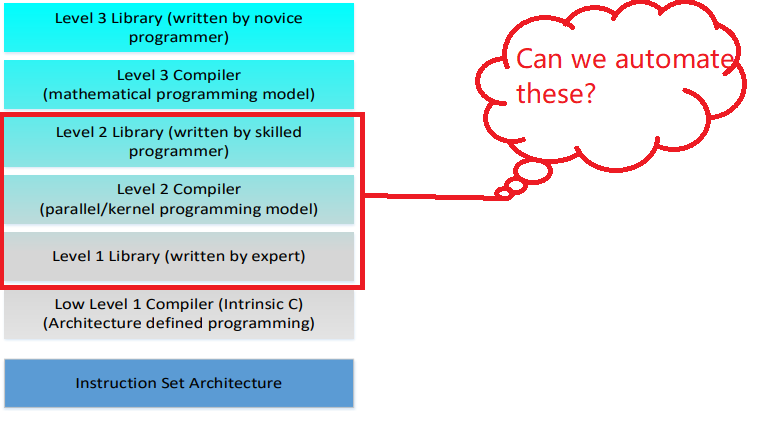 Level 3 Library (written by novice
programmer)
Level 3 Compiler
(mathematical programming model)
Level 2 Library (written by skilled
programmer)
Level 2 Compiler
(parallel/kernel programming model)
Level 1 Library (written by expert)
Low Level 1 Compiler (Intrinsic C)
(Architecture defined programming)
Instruction Set Architecture
Can we automate
these?